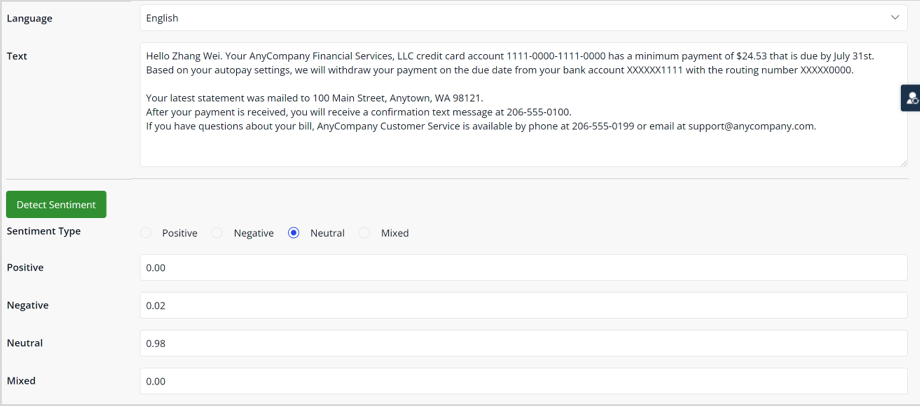 Language
English
Text
Hello Zhang Wei. Your AnyCompany Financial Services, LLC credit card account 1111-0000-1111-0000 has a minimum payment of $24.53 that is due by July 31st.
Based on your autopay settings, we will withdraw your payment on the due date from your bank account XXXXXX1111 with the routing number XXXXX0000.
Your latest statement was mailed to 100 Main Street, Anytown, WA 98121.
After your payment is received, you will receive a confirmation text message at 206-555-0100.
If you have questions about your bill, AnyCompany Customer Service is available by phone at 206-555-0199 or email at support@anycompany.com.
Detect Sentiment
Sentiment Type
Positive Negative Neutral Mixed
Positive
0.00
Negative
0.02
Neutral
0.98
Mixed
0.00